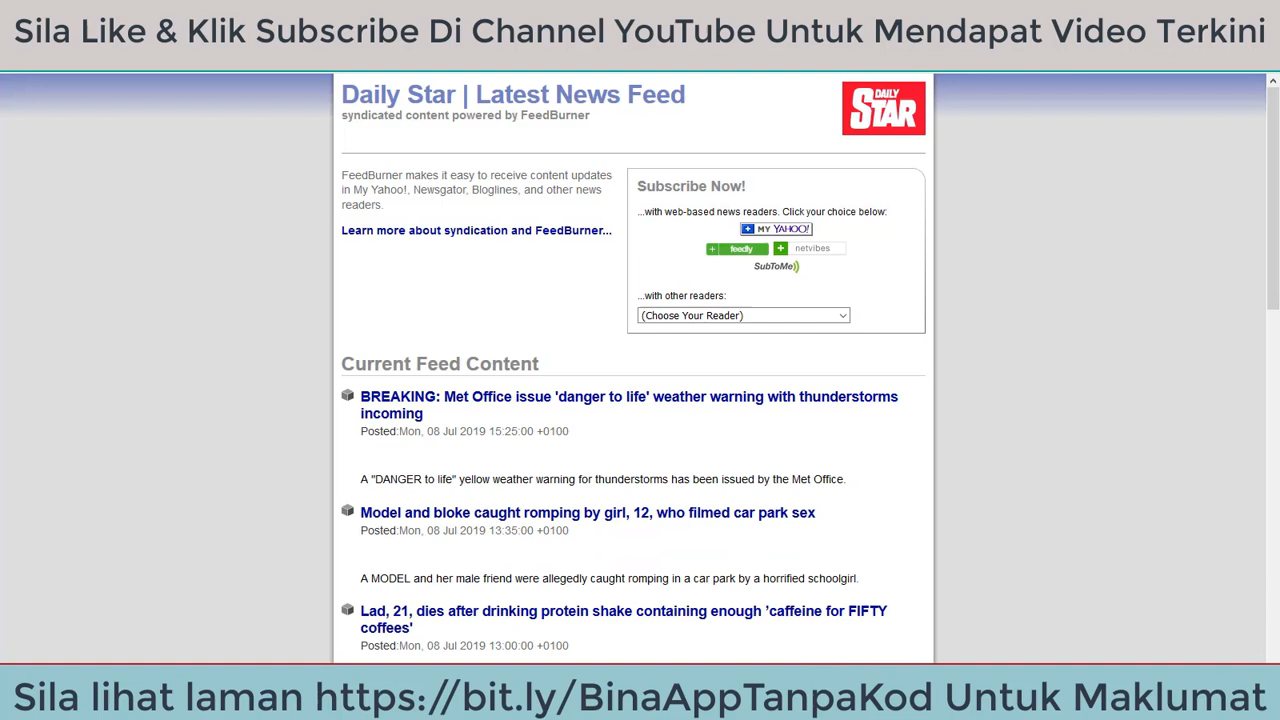 Sila Like & Klik Subscribe Di Channel YouTube Untuk Mendapat Video Terkini
Daily Star | Latest News Feed
syndicated content powered by FeedBurner
DAILY
STAR
FeedBurner makes it easy to receive content updates
in My Yahoo!, Newsgator, Bloglines, and other news
readers.
Learn more about syndication and FeedBurner...
Subscribe Now!
...with web-based news readers. Click your choice below:
+ MY YAHOO!
+ feedly
+ netvibes
SubToMe
...with other readers:
(Choose Your Reader)
Current Feed Content
BREAKING: Met Office issue 'danger to life' weather warning with thunderstorms
incoming
Posted:Mon, 08 Jul 2019 15:25:00 +0100
A "DANGER to life" yellow weather warning for thunderstorms has been issued by the Met Office.
Model and bloke caught romping by girl, 12, who filmed car park sex
Posted:Mon, 08 Jul 2019 13:35:00 +0100
A MODEL and her male friend were allegedly caught romping in a car park by a horrified schoolgirl.
Lad, 21, dies after drinking protein shake containing enough 'caffeine for FIFTY
coffees'
Posted:Mon, 08 Jul 2019 13:00:00 +0100
Sila lihat laman https://bit.ly/BinaAppTanpaKod Untuk Maklumat